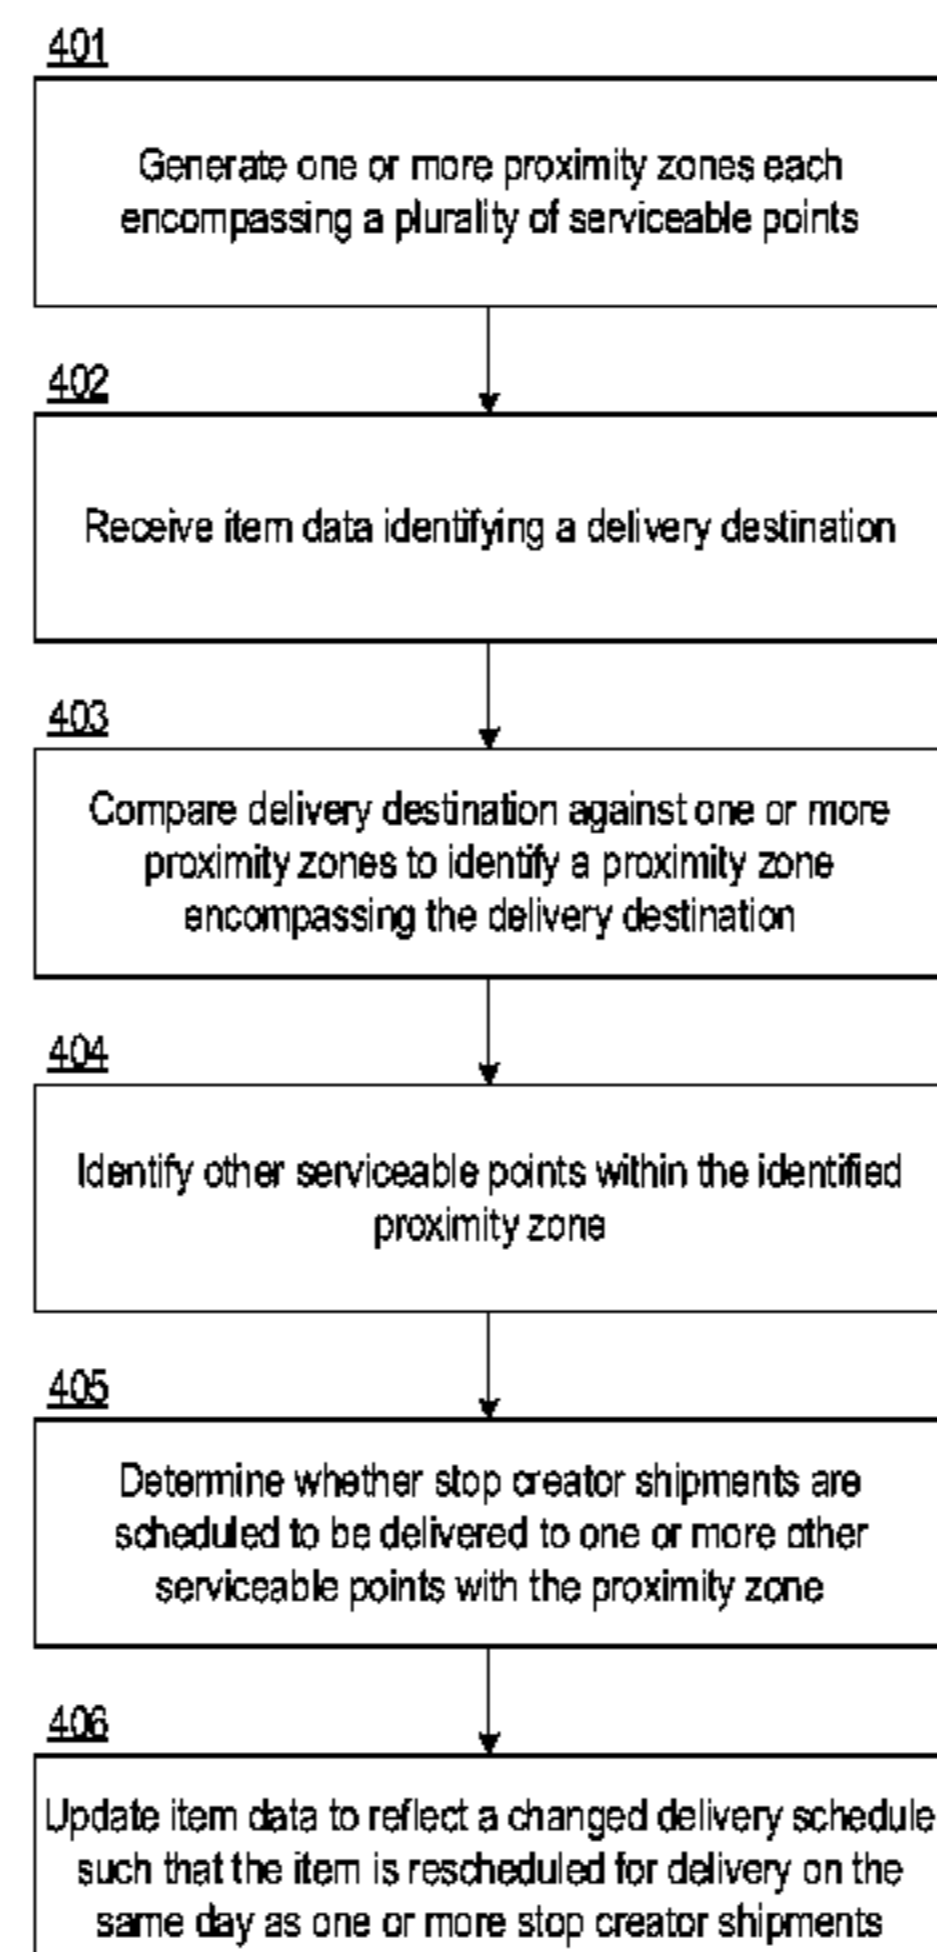 401
Generate one or more proximity zones each
encompassing a plurality of serviceable points
402
Receive item data identifying a delivery destination
403
Compare delivery destination against one or more
proximity zones to identify a proximity zone
encompassing the delivery destination
404
Identify other serviceable points within the identified
proximity zone
405
Determine whether stop creator shipments are
scheduled to be delivered to one or more other
serviceable points with the proximity zone
406
Update item data to reflect a changed delivery schedule
such that the item is rescheduled for delivery on the
same day as one or more stop creator shipments